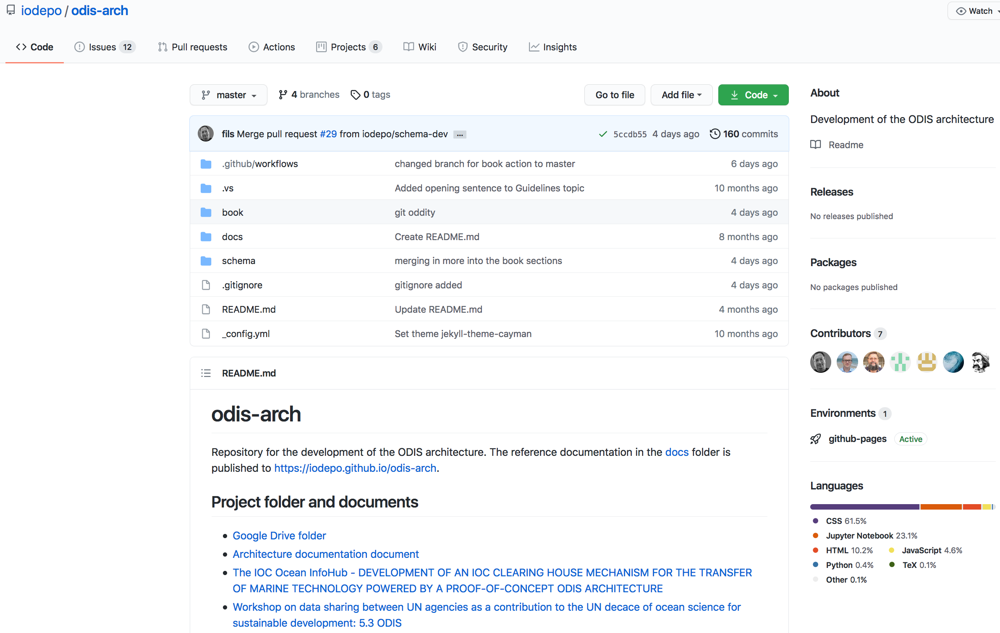 iodepo / odis-arch
Watch
Code
Issues 12
Pull requests
Actions
Projects 6
Wiki
Security
Insights
master
4 branches
0 tags
Go to file
Add file
Code
fils Merge pull request #29 from iodepo/schema-dev ...
5ccdb55 4 days ago
160 commits
.github/workflows changed branch for book action to master 6 days ago
.vs Added opening sentence to Guidelines topic 10 months ago
book git oddity 4 days ago
docs Create README.md 8 months ago
schema merging in more into the book sections 4 days ago
.gitignore gitignore added 4 days ago
README.md Update README.md 4 months ago
_config.yml Set theme jekyll-theme-cayman 10 months ago
README.md
odis-arch
Repository for the development of the ODIS architecture. The reference documentation in the docs folder is
published to https://iodepo.github.io/odis-arch.
Project folder and documents
• Google Drive folder
• Architecture documentation document
• The IOC Ocean InfoHub - DEVELOPMENT OF AN IOC CLEARING HOUSE MECHANISM FOR THE TRANSFER
OF MARINE TECHNOLOGY POWERED BY A PROOF-OF-CONCEPT ODIS ARCHITECTURE
• Workshop on data sharing between UN agencies as a contribution to the UN decace of ocean science for
sustainable development: 5.3 ODIS
About
Development of the ODIS architecture
Readme
Releases
No releases published
Packages
No packages published
Contributors 7
Environments 1
github-pages Active
Languages
CSS 61.5%
Jupyter Notebook 23.1%
HTML 10.2% JavaScript 4.6%
Python 0.4% TeX 0.1%
Other 0.1%